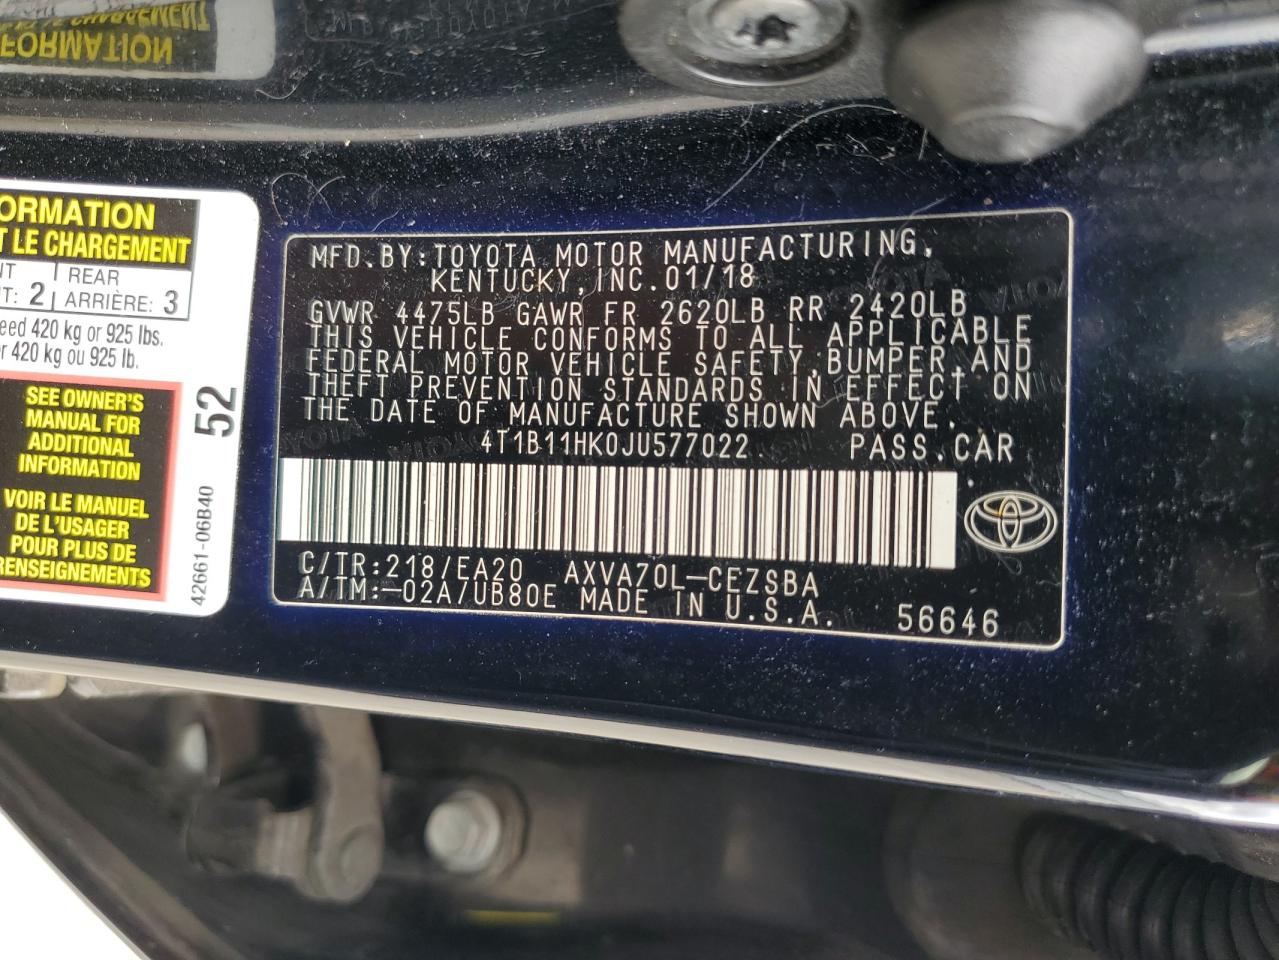 FORMATION
ORMATION
T LE CHARGEMENT
NT REAR
T: 2 ARRIÈRE: 3
eed 420 kg or 925 lbs.
r 420 kg ou 925 lb.
SEE OWNER'S
MANUAL FOR
ADDITIONAL
INFORMATION
VOIR LE MANUEL
DE L'USAGER
POUR PLUS DE
RENSEIGNEMENTS
52
42661-06B40
MFD.BY:TOYOTA MOTOR MANUFACTURING,
KENTUCKY,INC.01/18
GVWR 4475LB GAWR FR 2620LB RR 2420LB
THIS VEHICLE CONFORMS TO ALL APPLICABLE
FEDERAL MOTOR VEHICLE SAFETY,BUMPER,AND
THEFT PREVENTION STANDARDS IN EFFECT ON
THE DATE OF MANUFACTURE SHOWN ABOVE.
4T1B11HK0JU577022 PASS.CAR
C/TR:218/EA20 AXVA70L-CEZSBA
A/TM:-02A/UB80E MADE IN U.S.A. 56646